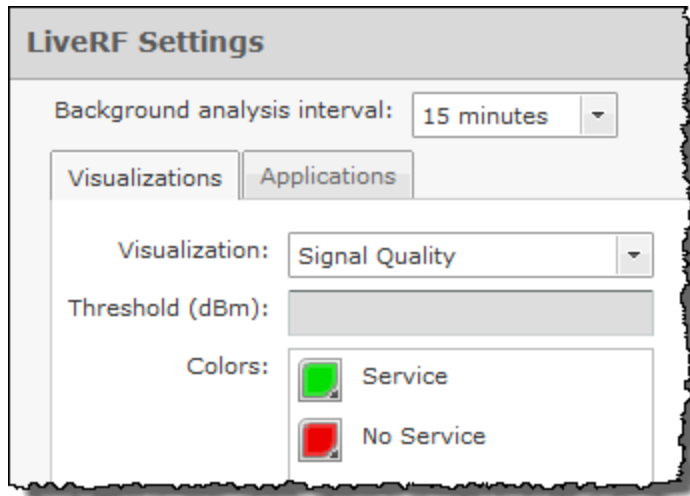 LiveRF Settings
Background analysis interval: 15 minutes
Visualizations Applications
Visualization: Signal Quality
Threshold (dBm):
Colors: Service
No Service